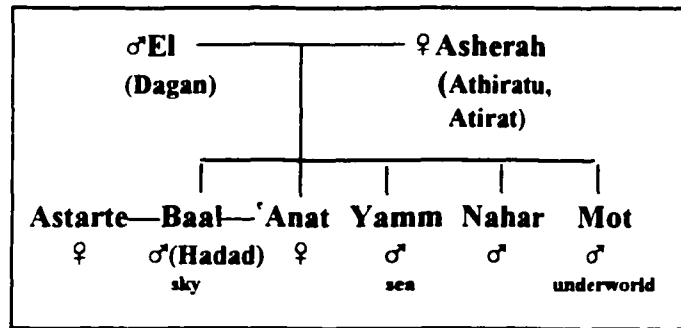 ♂El ♀Asherah
(Dagan) (Athiratu,
Atirat)
Astarte—Baal—ʿAnat Yamm Nahar Mot
♀ ♂(Hadad) ♀ ♂ ♂ ♂
sky sea underworld